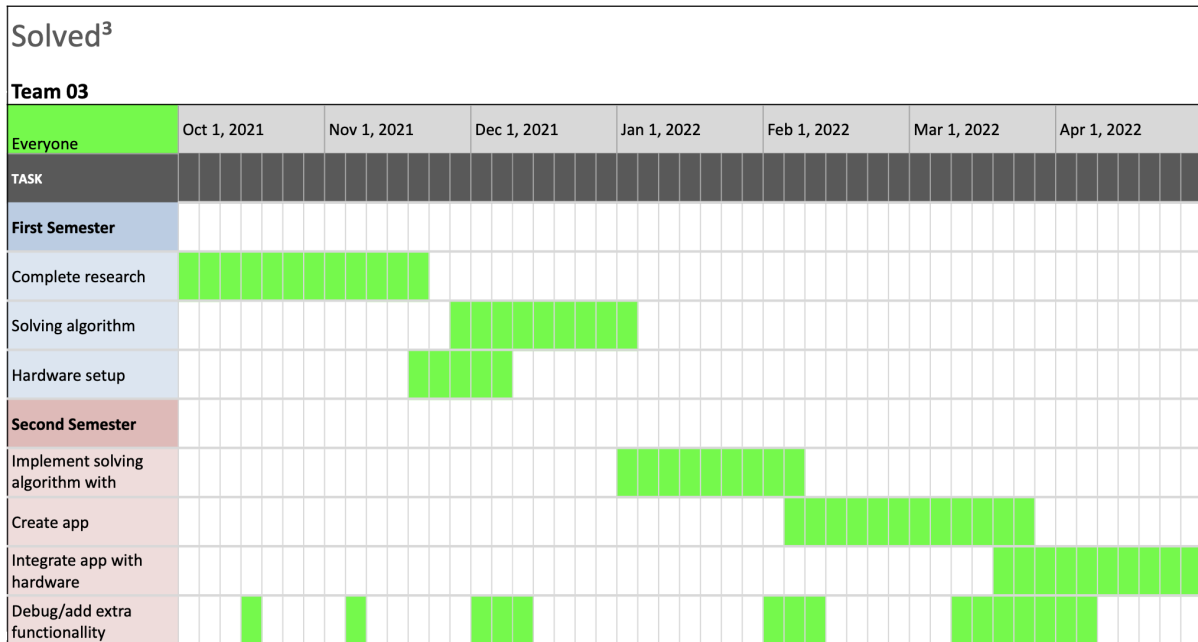 Solved³
Team 03
Everyone
Oct 1, 2021
Nov 1, 2021
Dec 1, 2021
Jan 1, 2022
Feb 1, 2022
Mar 1, 2022
Apr 1, 2022
TASK
First Semester
Complete research
Solving algorithm
Hardware setup
Second Semester
Implement solving
algorithm with
Create app
Integrate app with
hardware
Debug/add extra
functionallity